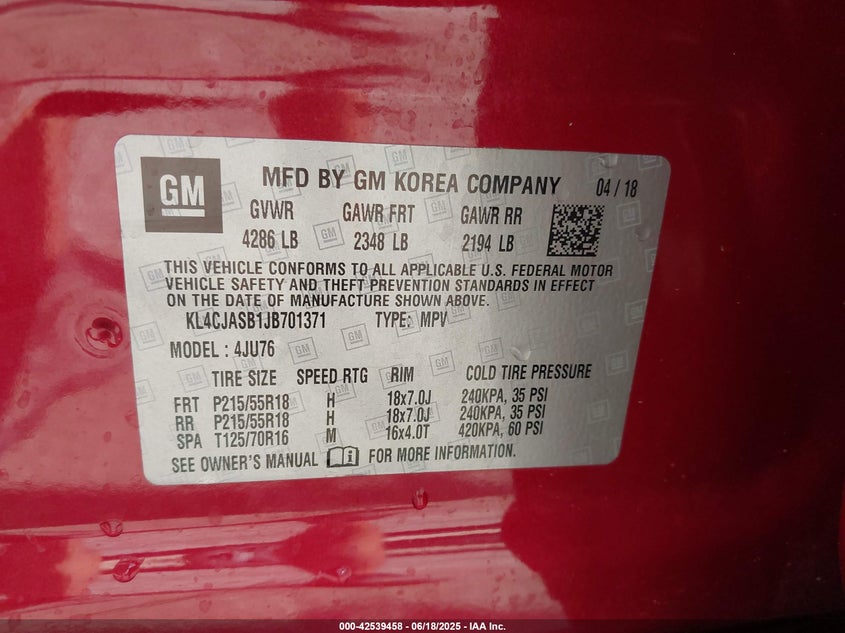 GM MFD BY GM KOREA COMPANY 04 / 18
GVWR GAWR FRT GAWR RR
4286 LB 2348 LB 2194 LB
THIS VEHICLE CONFORMS TO ALL APPLICABLE U.S. FEDERAL MOTOR
VEHICLE SAFETY AND THEFT PREVENTION STANDARDS IN EFFECT
ON THE DATE OF MANUFACTURE SHOWN ABOVE.
KL4CJASB1JB701371 TYPE: MPV
MODEL : 4JU76
TIRE SIZE SPEED RTG RIM COLD TIRE PRESSURE
FRT P215/55R18 H 18x7.0J 240KPA, 35 PSI
RR P215/55R18 H 18x7.0J 240KPA, 35 PSI
SPA T125/70R16 M 16x4.0T 420KPA, 60 PSI
SEE OWNER'S MANUAL FOR MORE INFORMATION.
000-42539458 - 06/18/2025 - IAA Inc.